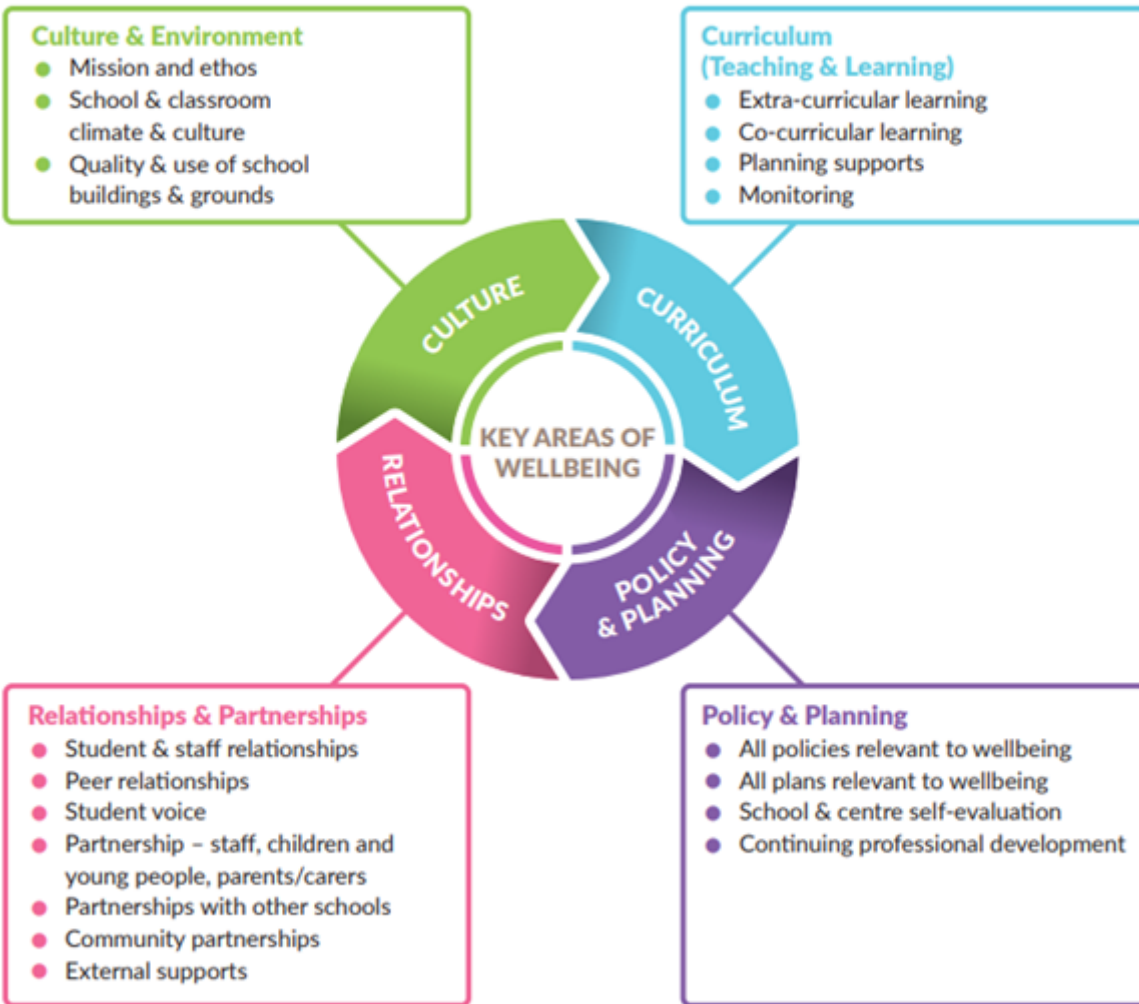 Culture & Environment
Mission and ethos
School & classroom
climate & culture
Quality & use of school
buildings & grounds
Curriculum
(Teaching & Learning)
Extra-curricular learning
Co-curricular learning
Planning supports
Monitoring
CULTURE
CURRICULUM
KEY AREAS OF
WELLBEING
RELATIONSHIPS
POLICY
& PLANNING
Relationships & Partnerships
Student & staff relationships
Peer relationships
Student voice
Partnership – staff, children and
young people, parents/carers
Partnerships with other schools
Community partnerships
External supports
Policy & Planning
All policies relevant to wellbeing
All plans relevant to wellbeing
School & centre self-evaluation
Continuing professional development